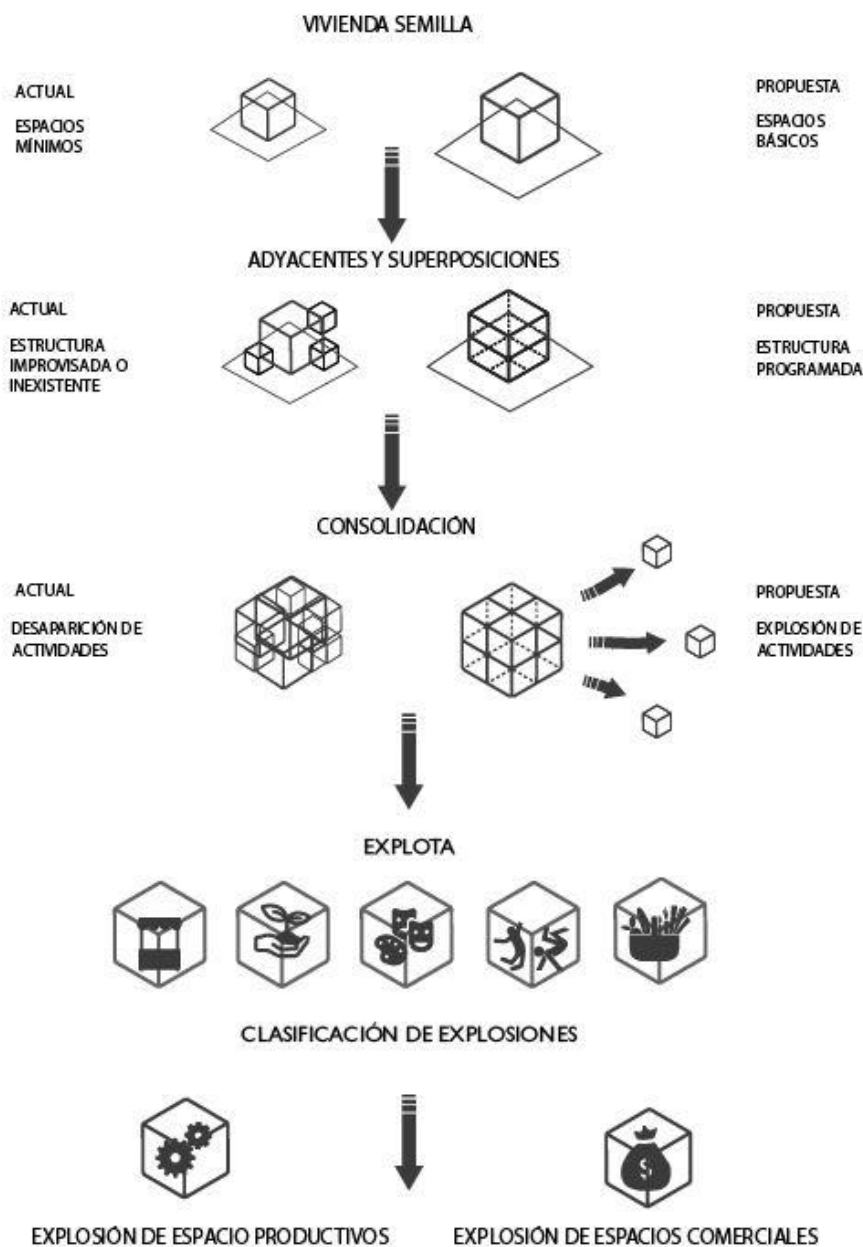 VIVIENDA SEMILLA
ACTUAL
ESPACIOS
MÍNIMOS
PROPUESTA
ESPACIOS
BÁSICOS
ADYACENTES Y SUPERPOSICIONES
ACTUAL
ESTRUCTURA
IMPROVISADA O
INEXISTENTE
PROPUESTA
ESTRUCTURA
PROGRAMADA
CONSOLIDACIÓN
ACTUAL
DESAPARICIÓN DE
ACTIVIDADES
PROPUESTA
EXPLOSIÓN DE
ACTIVIDADES
EXPLOTA
CLASIFICACIÓN DE EXPLOSIONES
$
EXPLOSIÓN DE ESPACIO PRODUCTIVOS
EXPLOSIÓN DE ESPACIOS COMERCIALES